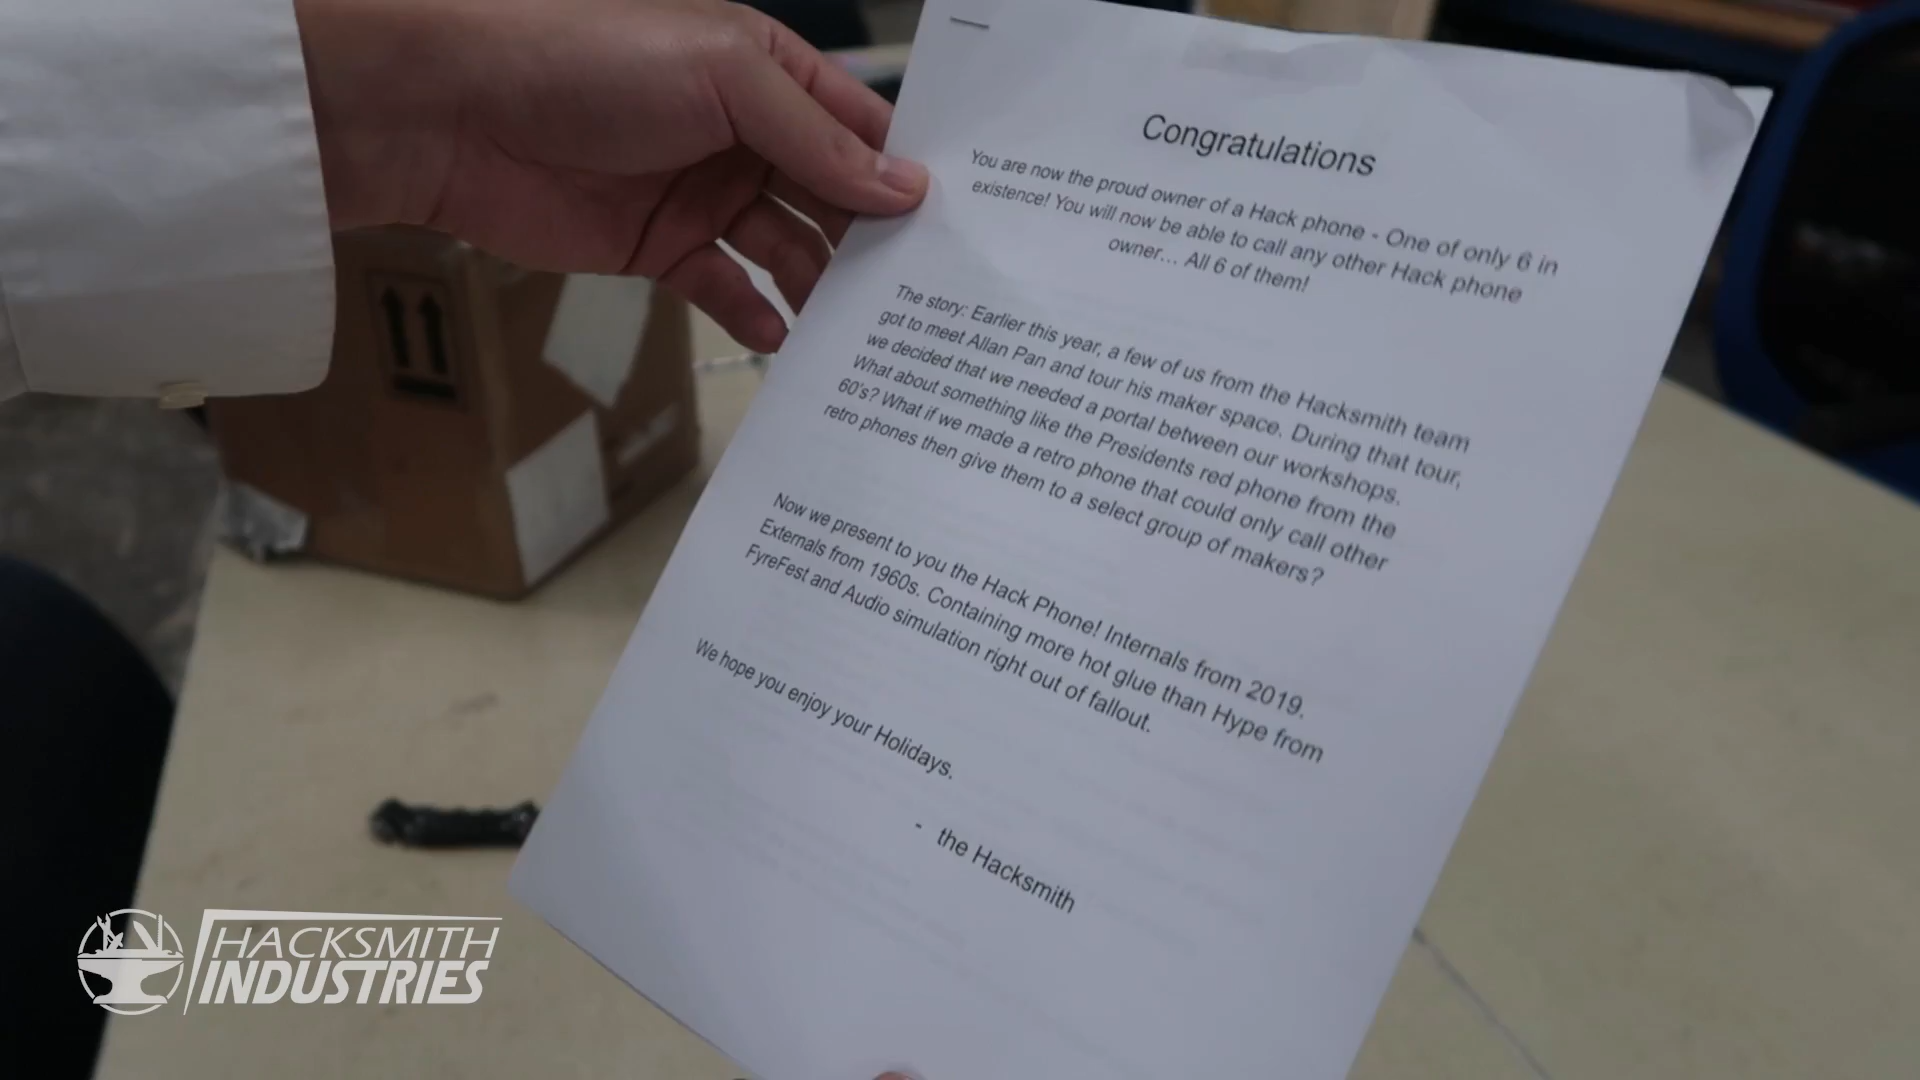 Congratulations
You are now the proud owner of a Hack phone - One of only 6 in
existence! You will now be able to call any other Hack phone
owner... All 6 of them!
The story: Earlier this year, a few of us from the Hacksmith team
got to meet Allan Pan and tour his maker space. During that tour,
we decided that we needed a portal between our workshops.
What about something like the Presidents red phone from the
60's? What if we made a retro phone that could only call other
retro phones then give them to a select group of makers?
Now we present to you the Hack Phone! Internals from 2019.
Externals from 1960s. Containing more hot glue than Hype from
FyreFest and Audio simulation right out of fallout.
We hope you enjoy your Holidays.
- the Hacksmith
HACKSMITH
INDUSTRIES